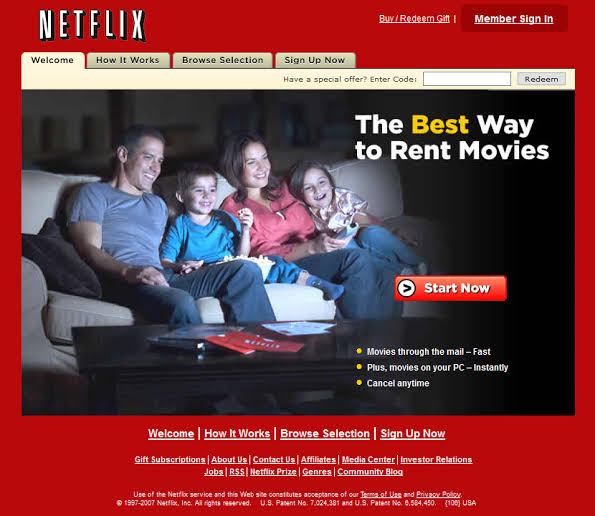 NETFLIX
Buy / Redeem Gift |
Member Sign In
Welcome
How It Works
Browse Selection
Sign Up Now
Have a special offer? Enter Code:
Redeem
The Best Way
to Rent Movies
Start Now
Movies through the mail – Fast
Plus, movies on your PC – Instantly
Cancel anytime
Welcome | How It Works | Browse Selection | Sign Up Now
Gift Subscriptions | About Us | Contact Us | Affiliates | Media Center | Investor Relations
Jobs | RSS | Netflix Prize | Genres | Community Blog
Use of the Netflix service and this Web site constitutes acceptance of our Terms of Use and Privacy Policy.
© 1997-2007 Netflix, Inc. All rights reserved. U.S. Patent No. 7,024,381 and U.S. Patent No. 6,584,450. {106} USA